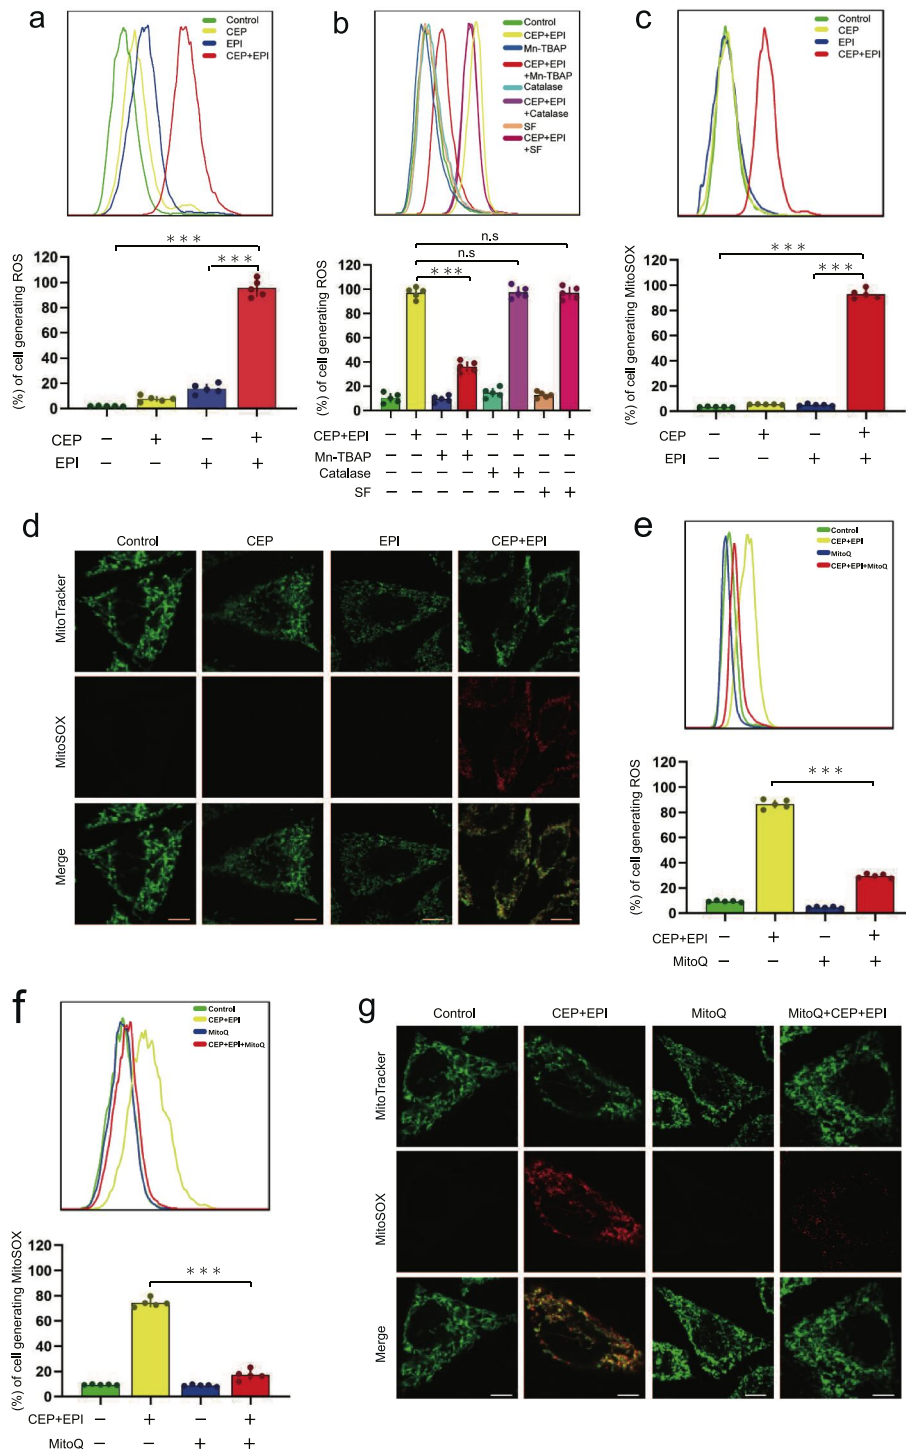 a
Control
CEP
EPI
CEP+EPI
∗∗∗
∗∗∗
(%) of cell generating ROS
120
100
80
60
40
20
0
CEP − + − +
EPI − − + +
b
Control
CEP+EPI
Mn-TBAP
CEP+EPI
+Mn-TBAP
Catalase
CEP+EPI
+Catalase
SF
CEP+EPI
+SF
n.s
n.s
∗∗∗
(%) of cell generating ROS
120
100
80
60
40
20
0
CEP+EPI − + − + − + − +
Mn-TBAP − − + + − − − −
Catalase − − − − + + − −
SF − − − − − − + +
c
Control
CEP
EPI
CEP+EPI
∗∗∗
∗∗∗
(%) of cell generating MitoSOX
120
100
80
60
40
20
0
CEP − + − +
EPI − − + +
d
Control CEP EPI CEP+EPI
MitoTracker
MitoSOX
Merge
e
Control
CEP+EPI
MitoQ
CEP+EPI+MitoQ
∗∗∗
(%) of cell generating ROS
120
100
80
60
40
20
0
CEP+EPI − + − +
MitoQ − − + +
f
Control
CEP+EPI
MitoQ
CEP+EPI+MitoQ
∗∗∗
(%) of cell generating MitoSOX
120
100
80
60
40
20
0
CEP+EPI − + − +
MitoQ − − + +
g
Control CEP+EPI MitoQ MitoQ+CEP+EPI
MitoTracker
MitoSOX
Merge